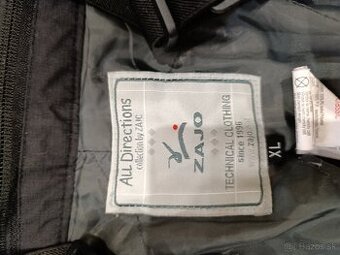 All Directions
collection by ZAJO
ZAJO
TECHNICAL CLOTHING
since 1996
XL